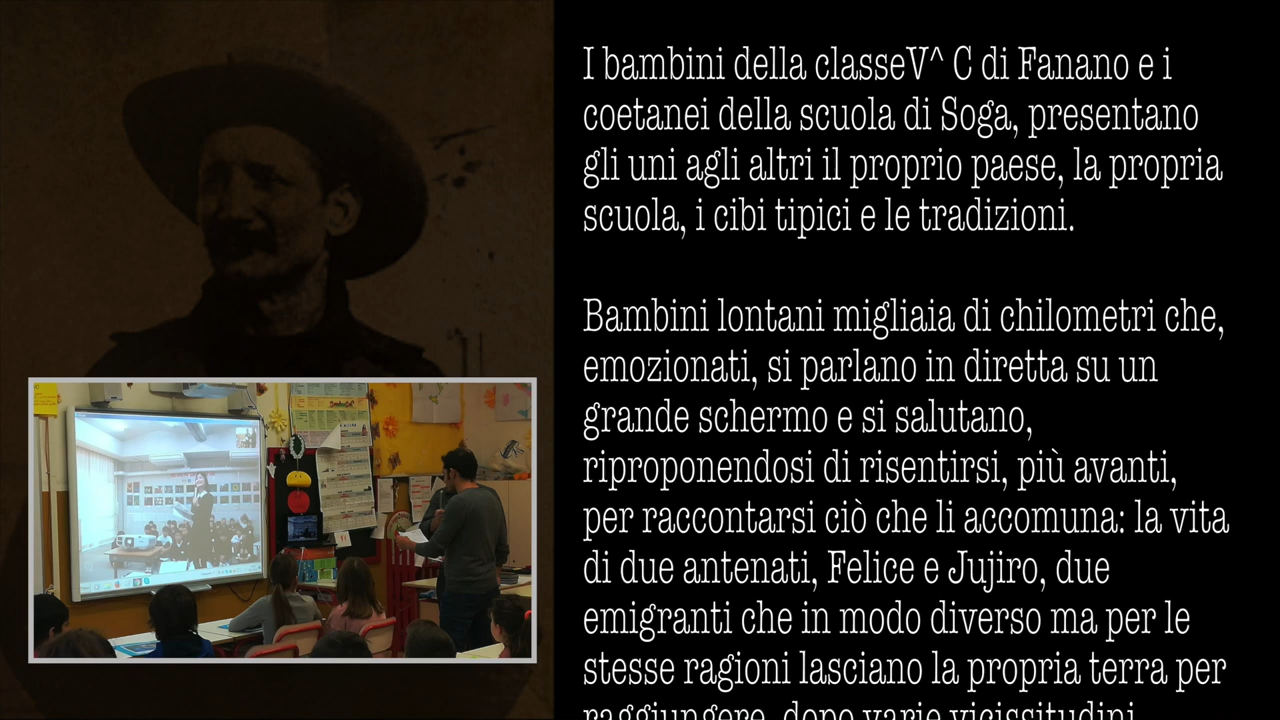 I bambini della classeV^ C di Fanano e i
coetanei della scuola di Soga, presentano
gli uni agli altri il proprio paese, la propria
scuola, i cibi tipici e le tradizioni.
Bambini lontani migliaia di chilometri che,
emozionati, si parlano in diretta su un
grande schermo e si salutano,
riproponendosi di risentirsi, più avanti,
per raccontarsi ciò che li accomuna: la vita
di due antenati, Felice e Jujiro, due
emigranti che in modo diverso ma per le
stesse ragioni lasciano la propria terra per
raggiungere, dopo varie vicissitudini